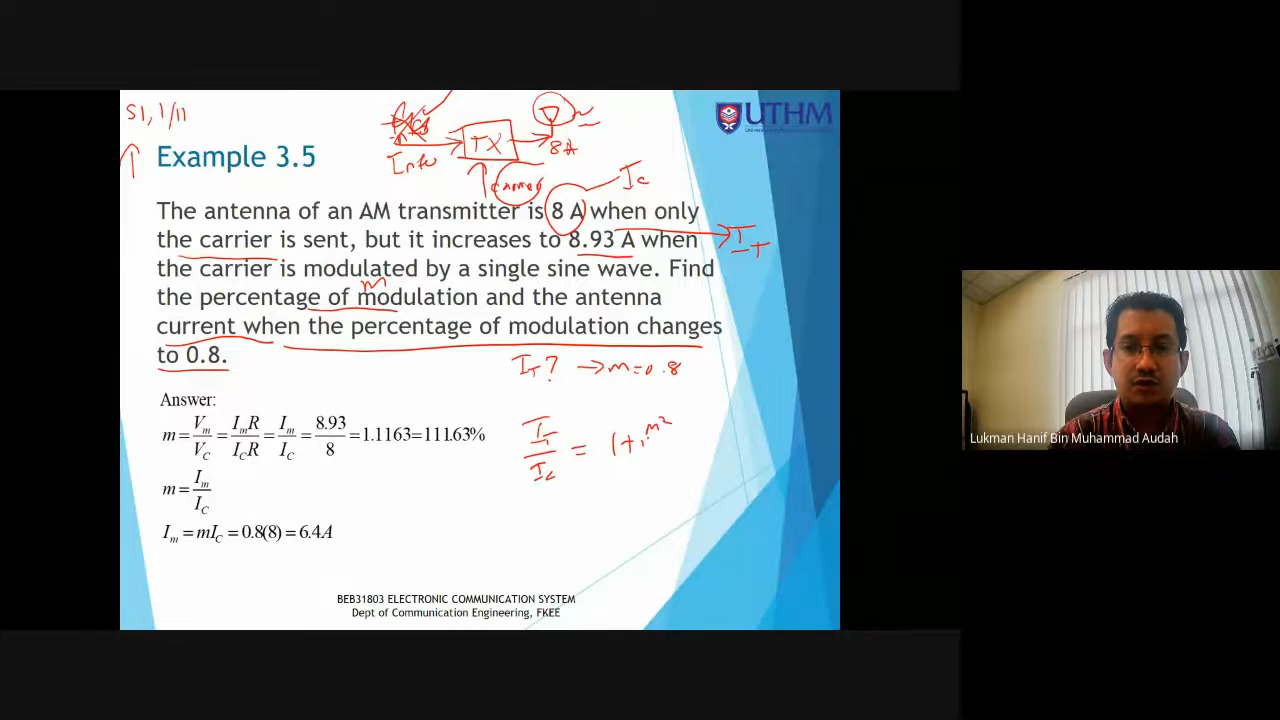 S1, 1/11
UTHM
Info
TX
8A
carrier
Ic
Example 3.5
The antenna of an AM transmitter is 8 A when only
the carrier is sent, but it increases to 8.93 A when
IT
the carrier is modulated by a single sine wave. Find
m
the percentage of modulation and the antenna
current when the percentage of modulation changes
to 0.8.
IT? → m=0.8
Answer:
m = Vm/VC = ImR/ICR = Im/IC = 8.93/8 = 1.1163 = 111.63%
IT/Ic = 1 + m²
m = Im/IC
Im = mIC = 0.8(8) = 6.4A
BEB31803 ELECTRONIC COMMUNICATION SYSTEM
Dept of Communication Engineering, FKEE
Lukman Hanif Bin Muhammad Audah